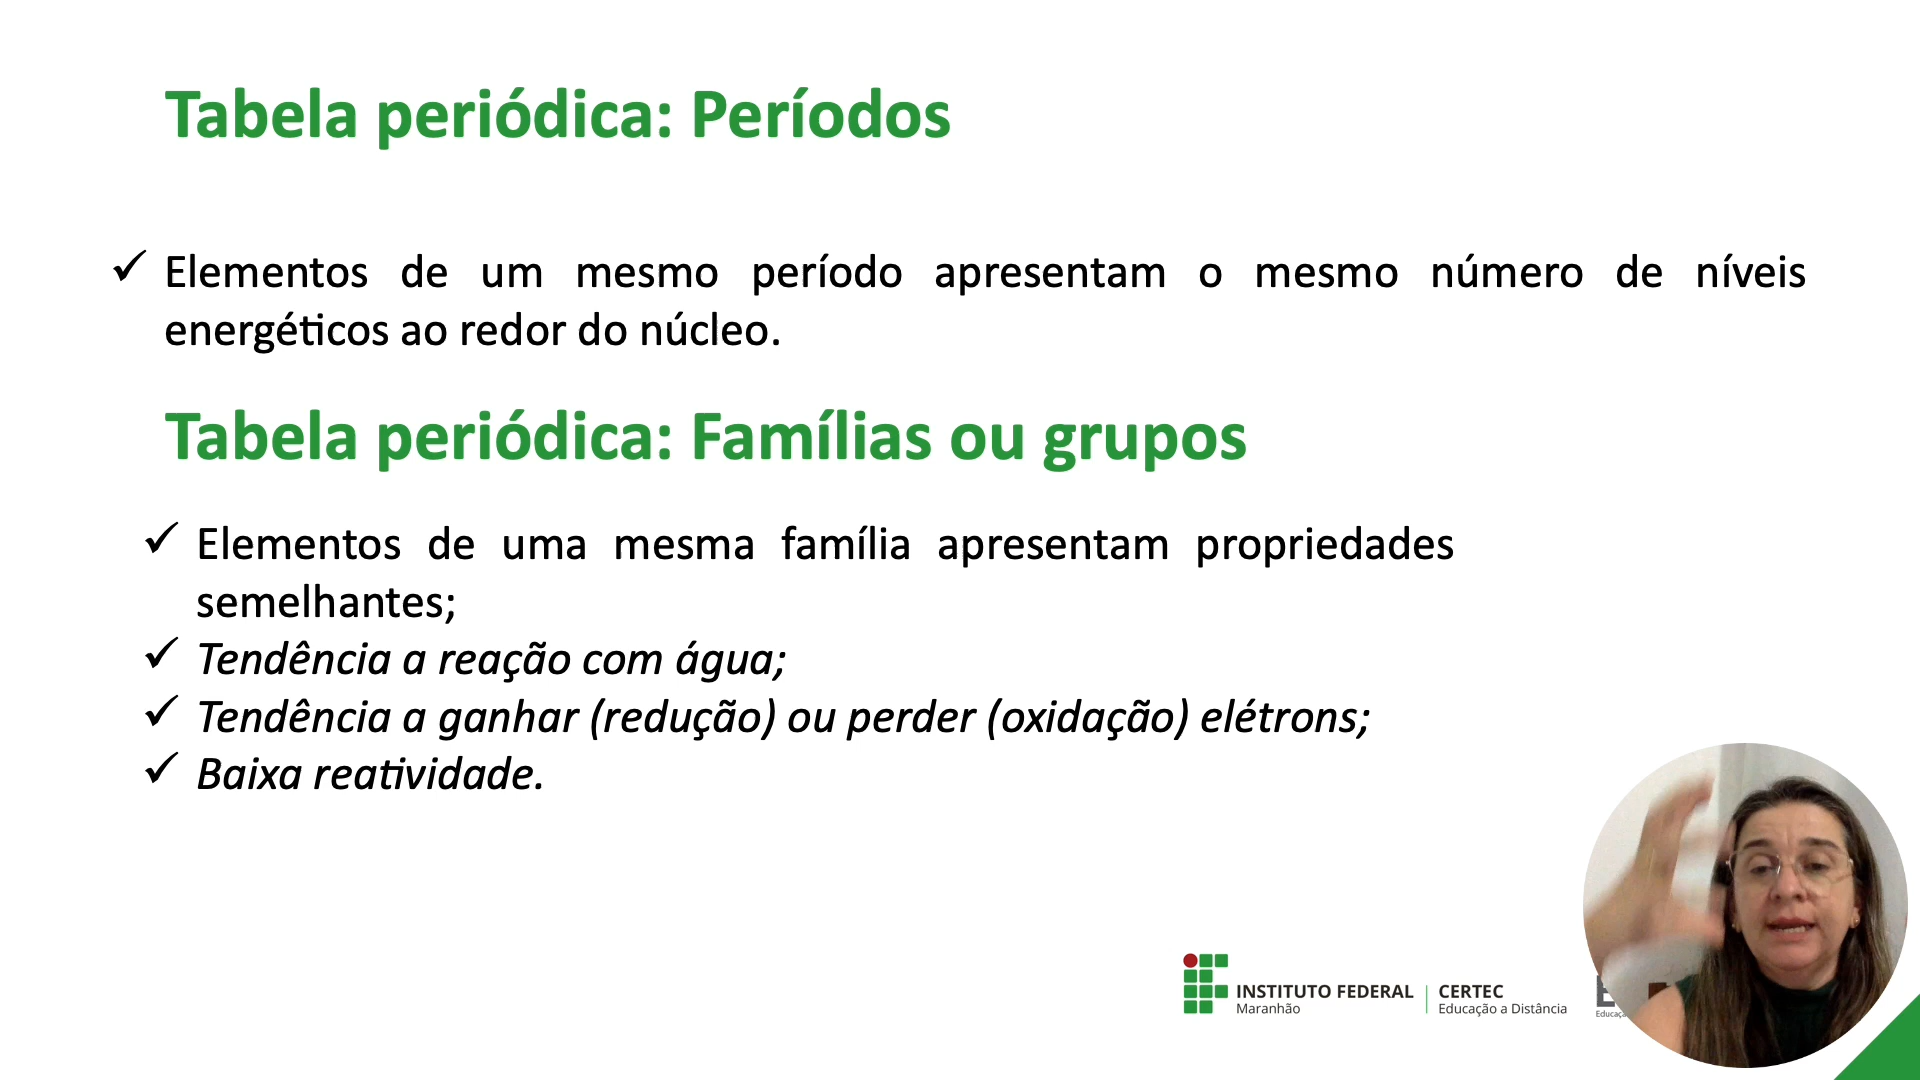 Tabela periódica: Períodos
✓ Elementos de um mesmo período apresentam o mesmo número de níveis
energéticos ao redor do núcleo.
Tabela periódica: Famílias ou grupos
✓ Elementos de uma mesma família apresentam propriedades
semelhantes;
✓ Tendência a reação com água;
✓ Tendência a ganhar (redução) ou perder (oxidação) elétrons;
✓ Baixa reatividade.
INSTITUTO FEDERAL
Maranhão
CERTEC
Educação a Distância